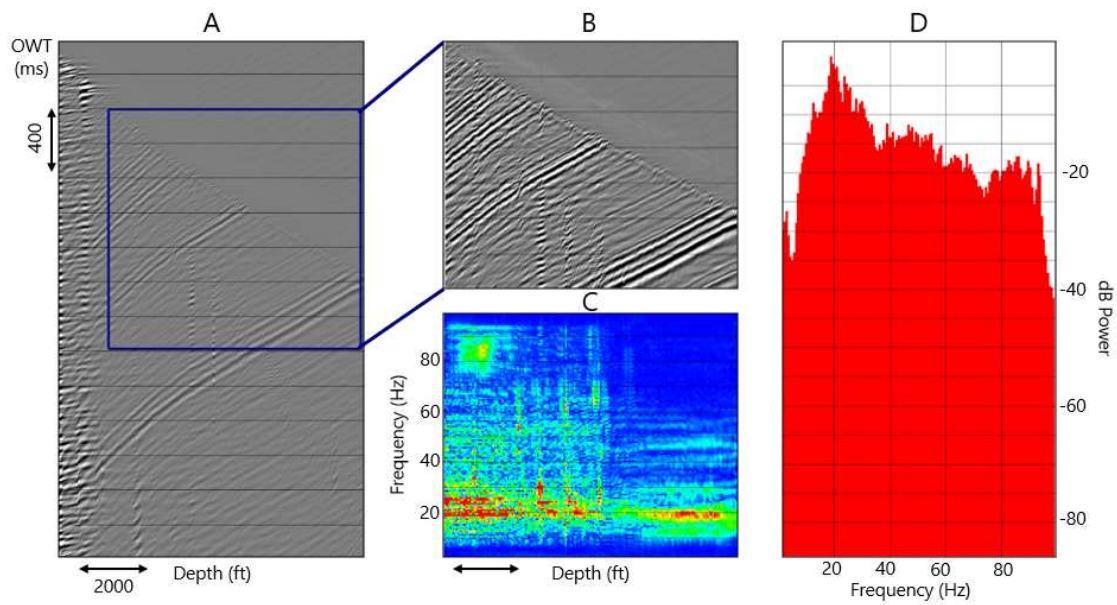 A
B
D
OWT
(ms)
400
C
80
60
40
20
Frequency (Hz)
-20
-40
-60
-80
dB Power
2000
Depth (ft)
Depth (ft)
20
40
60
80
Frequency (Hz)